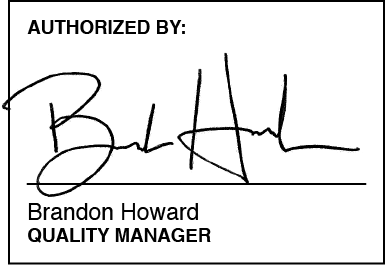 AUTHORIZED BY:
Brandon Howard
QUALITY MANAGER